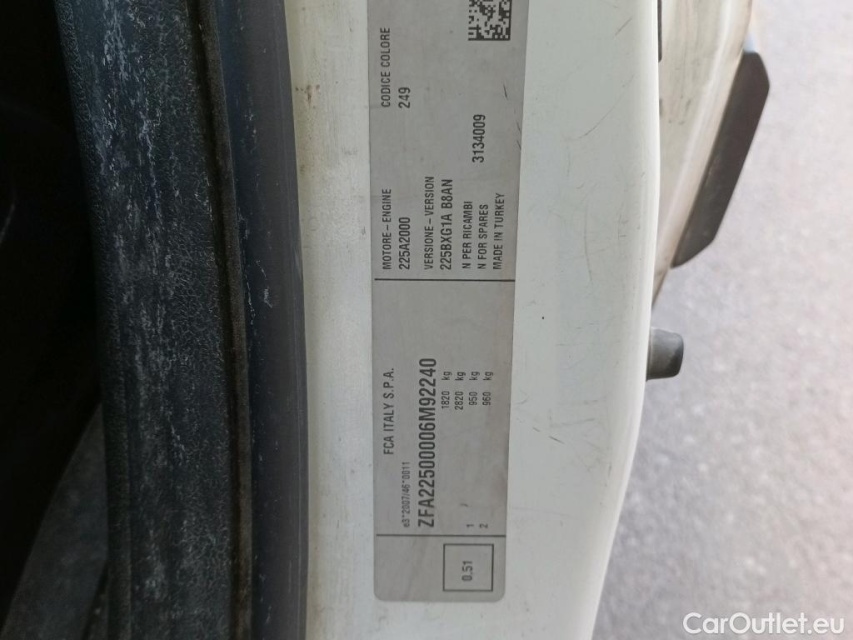 0.51
FCA ITALY S.P.A.
e3*2007/46*0011
ZFA22500006M92240
1820 kg
2820 kg
1 950 kg
2 960 kg
MOTORE-ENGINE
225A2000
CODICE COLORE
249
VERSIONE-VERSION
225BXG1A B8AN
N PER RICAMBI
N FOR SPARES 3134009
MADE IN TURKEY
CarOutlet.eu